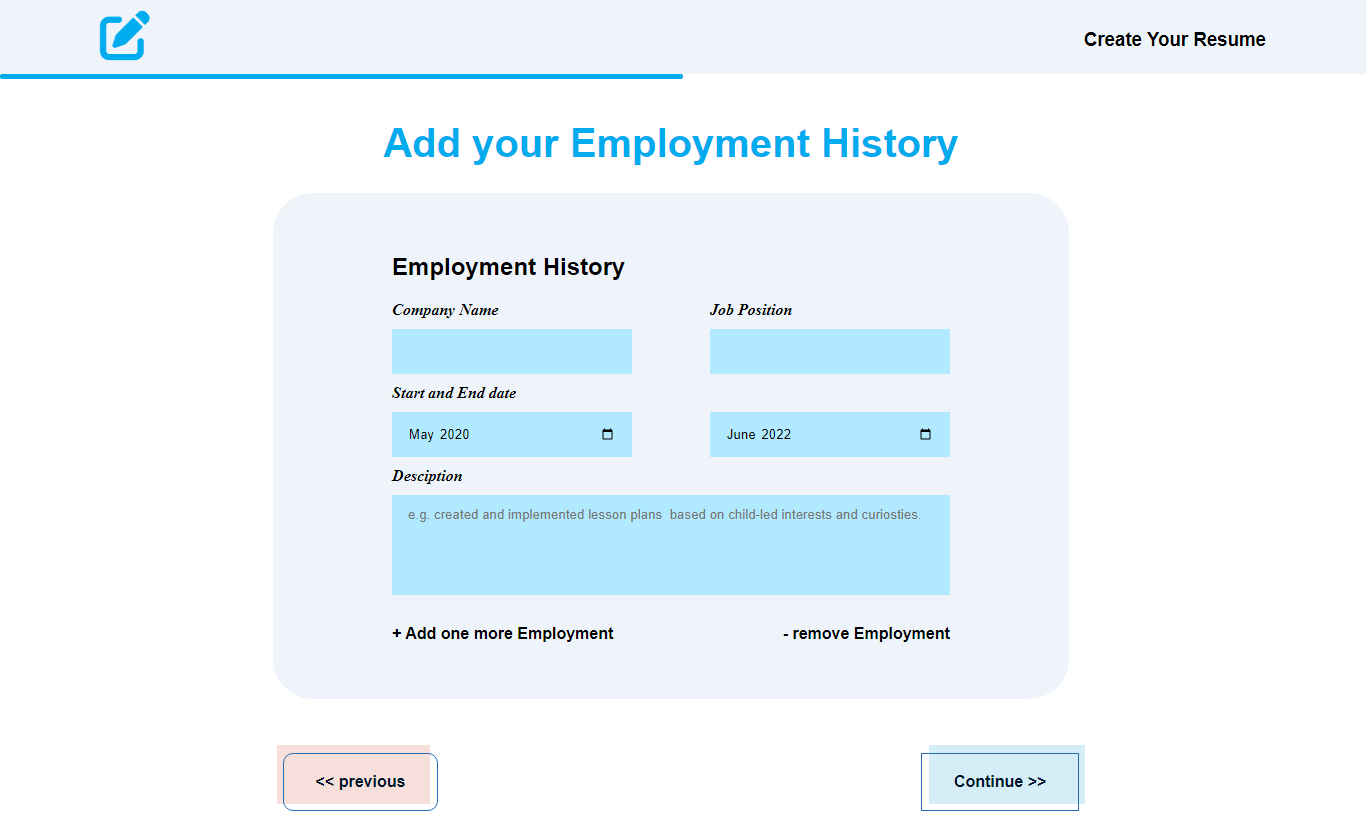 Create Your Resume
Add your Employment History
Employment History
Company Name Job Position
Start and End date
May 2020 June 2022
Desciption
e.g. created and implemented lesson plans  based on child-led interests and curiosties.
+ Add one more Employment - remove Employment
<< previous Continue >>